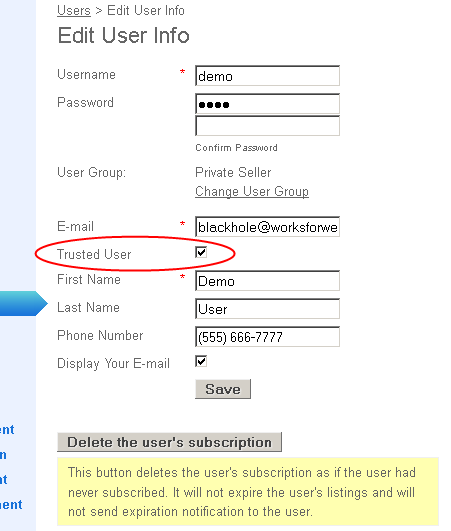 Users > Edit User Info
Edit User Info
Username * demo
Password ●●●●
Confirm Password
User Group: Private Seller
Change User Group
E-mail * blackhole@worksforwe
Trusted User
First Name * Demo
Last Name User
Phone Number (555) 666-7777
Display Your E-mail
Save
ent
n
Delete the user's subscription
t
This button deletes the user's subscription as if the user had
never subscribed. It will not expire the user's listings and will
nent
not send expiration notification to the user.